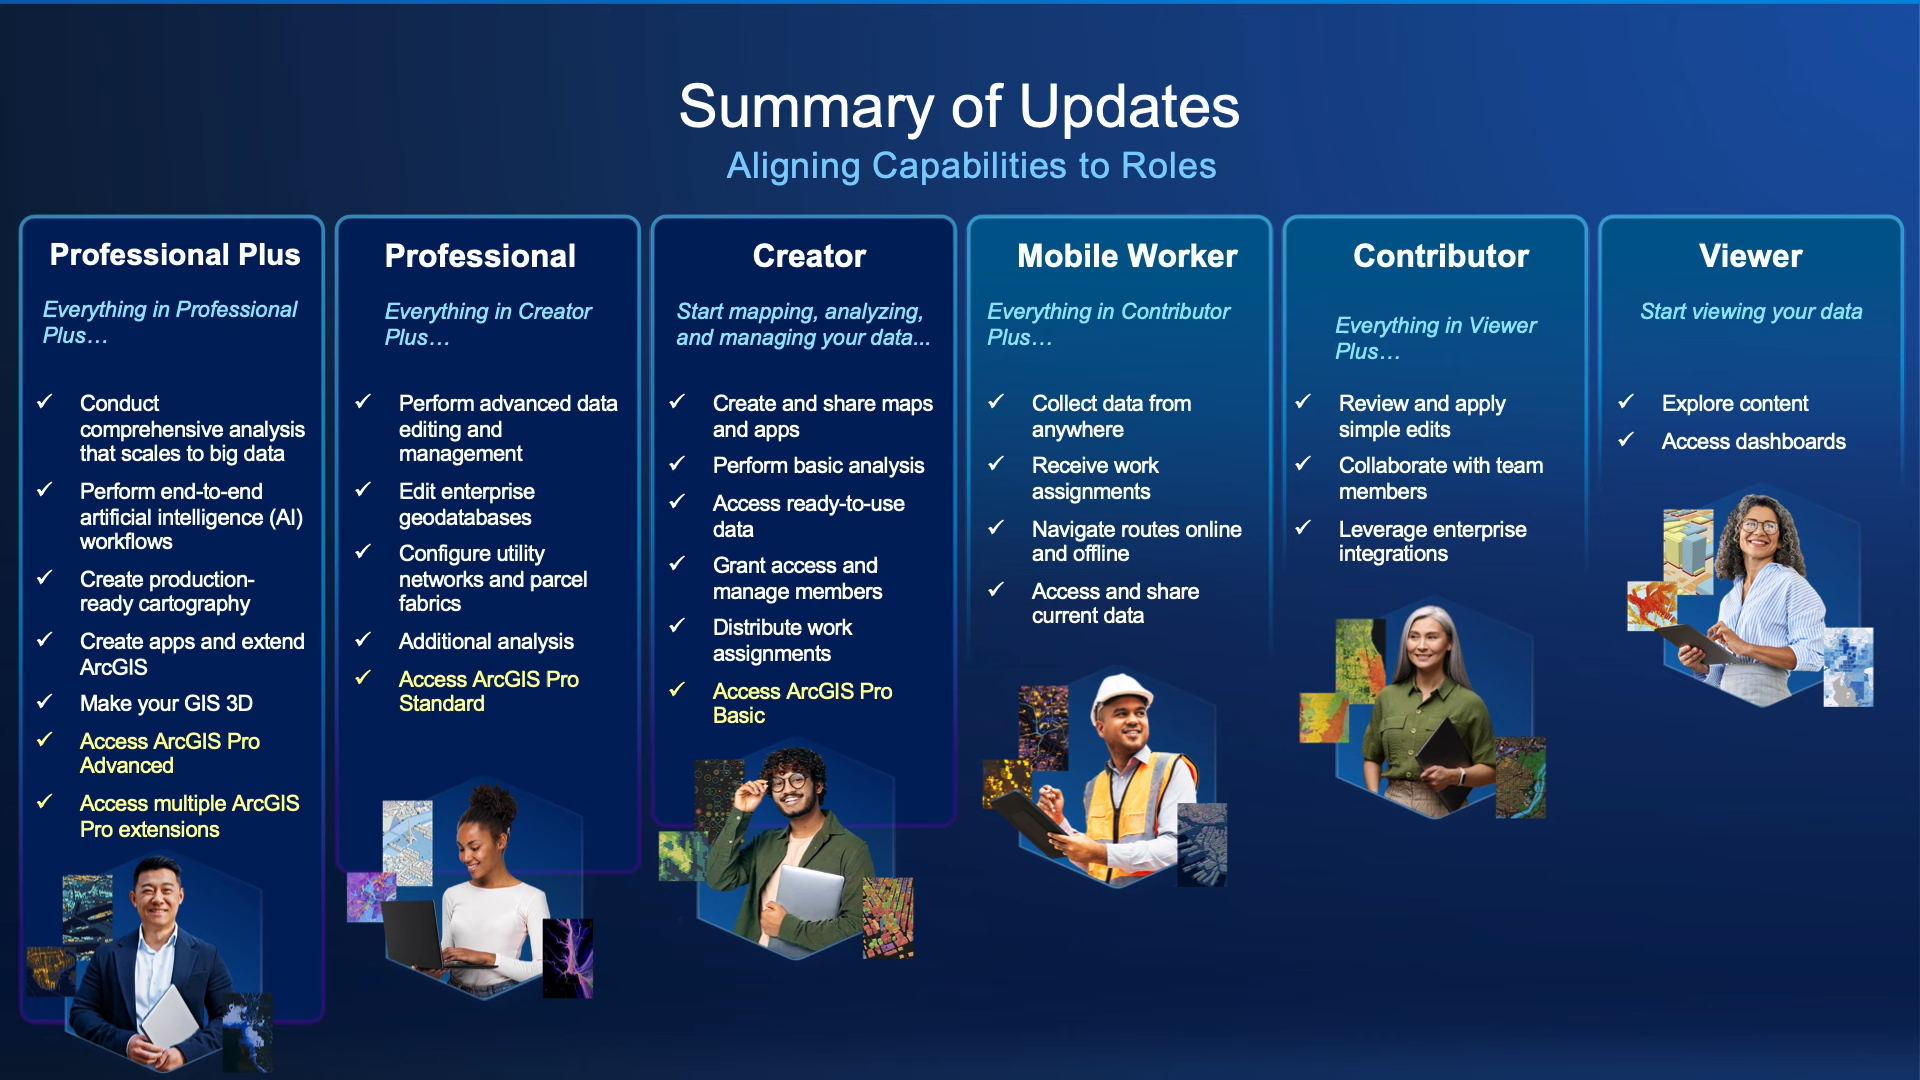 Summary of Updates
Aligning Capabilities to Roles
Professional Plus
Everything in Professional
Plus…
✓ Conduct
comprehensive analysis
that scales to big data
✓ Perform end-to-end
artificial intelligence (AI)
workflows
✓ Create production-
ready cartography
✓ Create apps and extend
ArcGIS
✓ Make your GIS 3D
✓ Access ArcGIS Pro
Advanced
✓ Access multiple ArcGIS
Pro extensions
Professional
Everything in Creator
Plus…
✓ Perform advanced data
editing and
management
✓ Edit enterprise
geodatabases
✓ Configure utility
networks and parcel
fabrics
✓ Additional analysis
✓ Access ArcGIS Pro
Standard
Creator
Start mapping, analyzing,
and managing your data...
✓ Create and share maps
and apps
✓ Perform basic analysis
✓ Access ready-to-use
data
✓ Grant access and
manage members
✓ Distribute work
assignments
✓ Access ArcGIS Pro
Basic
Mobile Worker
Everything in Contributor
Plus…
✓ Collect data from
anywhere
✓ Receive work
assignments
✓ Navigate routes online
and offline
✓ Access and share
current data
Contributor
Everything in Viewer
Plus…
✓ Review and apply
simple edits
✓ Collaborate with team
members
✓ Leverage enterprise
integrations
Viewer
Start viewing your data
✓ Explore content
✓ Access dashboards